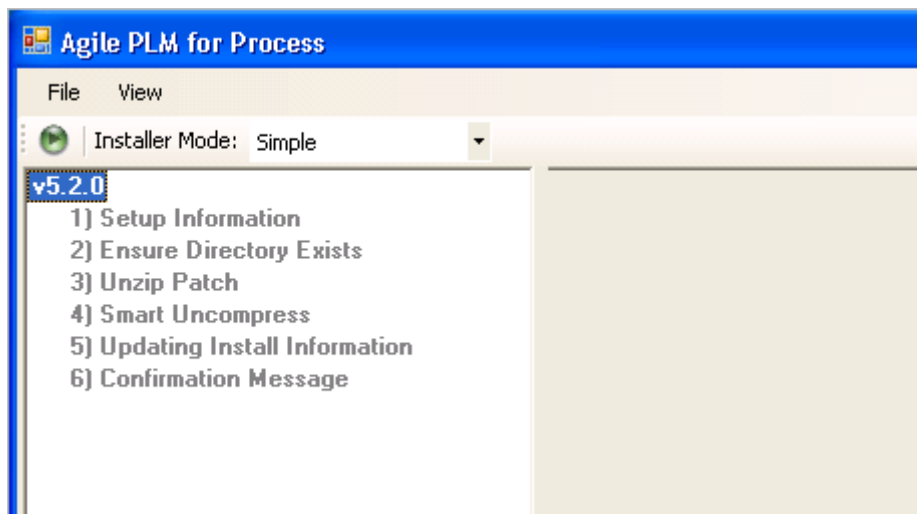 Agile PLM for Process
File View
Installer Mode: Simple
v5.2.0
1) Setup Information
2) Ensure Directory Exists
3) Unzip Patch
4) Smart Uncompress
5) Updating Install Information
6) Confirmation Message